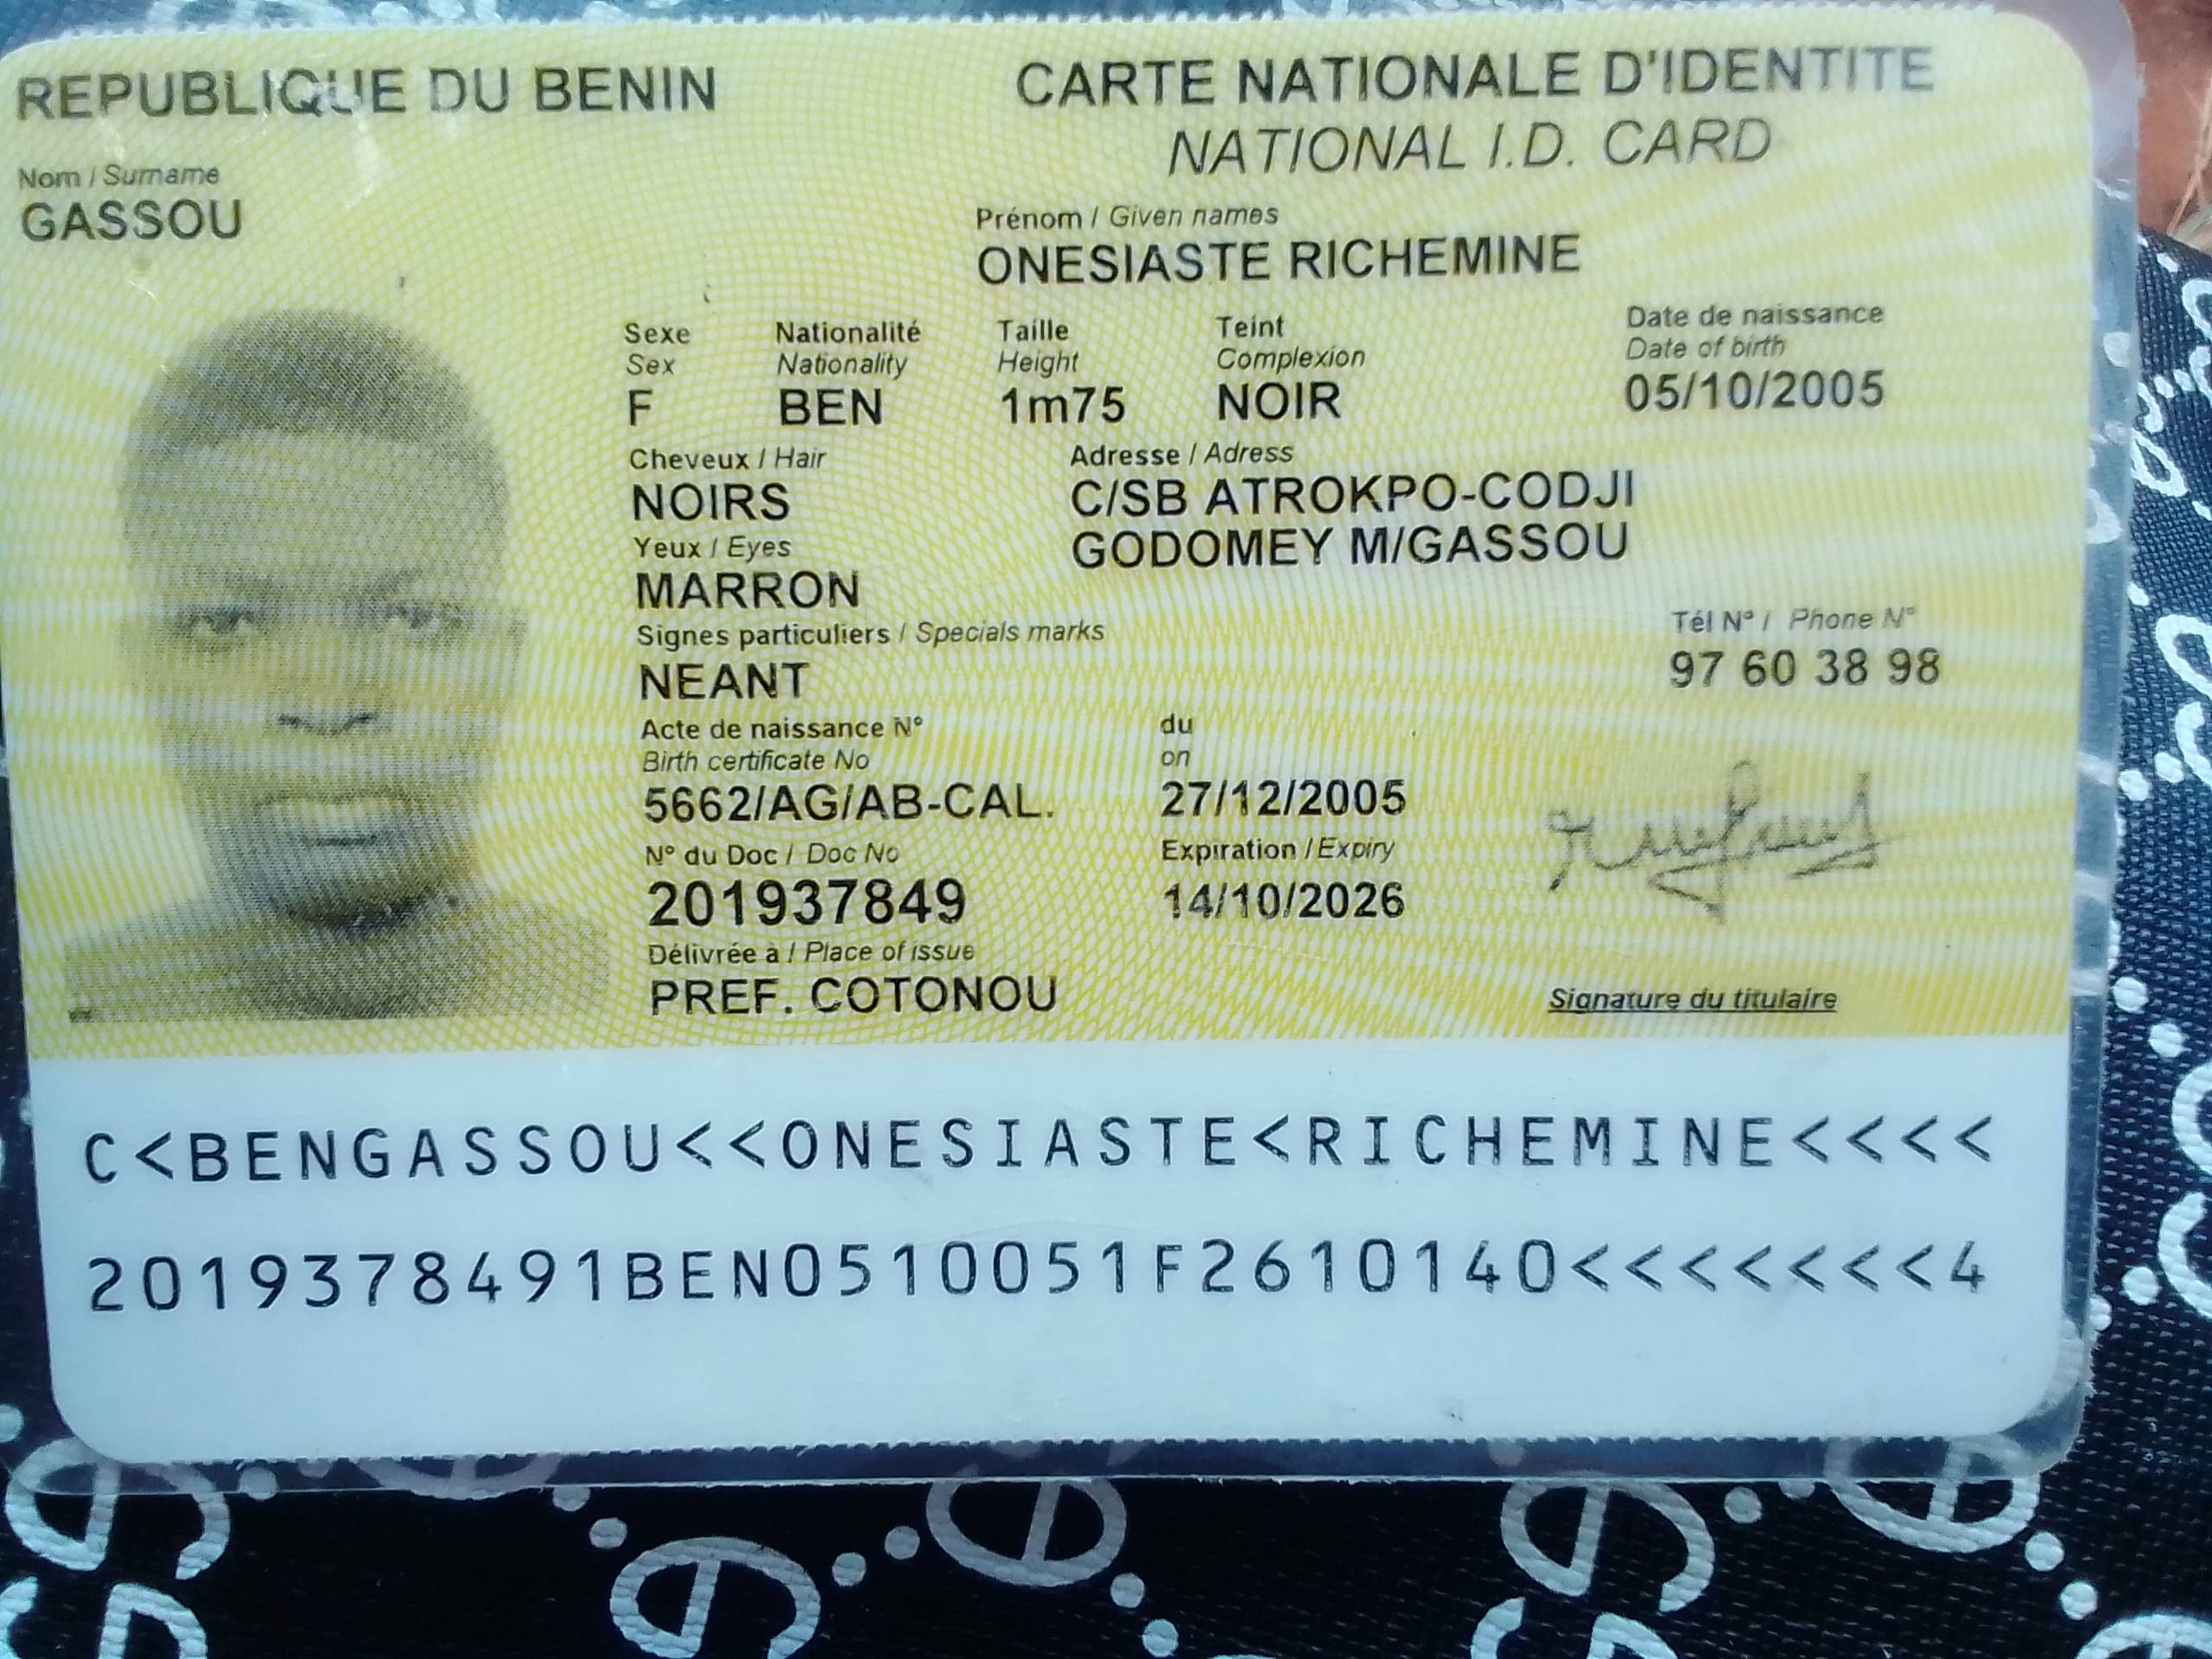 REPUBLIQUE DU BENIN
CARTE NATIONALE D'IDENTITE
NATIONAL I.D. CARD
Nom / Surname
GASSOU
Prénom / Given names
ONESIASTE RICHEMINE
Sexe Nationalité Taille Teint
Sex Nationality Height Complexion
F BEN 1m75 NOIR
Date de naissance
Date of birth
05/10/2005
Cheveux / Hair
NOIRS
Adresse / Adress
C/SB ATROKPO-CODJI
GODOMEY M/GASSOU
Yeux / Eyes
MARRON
Signes particuliers / Specials marks
NEANT
Tél N° / Phone N°
97 60 38 98
Acte de naissance N° du
Birth certificate No on
5662/AG/AB-CAL. 27/12/2005
N° du Doc / Doc No Expiration / Expiry
201937849 14/10/2026
Délivrée à / Place of issue
PREF. COTONOU
Signature du titulaire
C<BENGASSOU<<ONESIASTE<RICHEMINE<<<<
2019378491BEN0510051F2610140<<<<<<<4